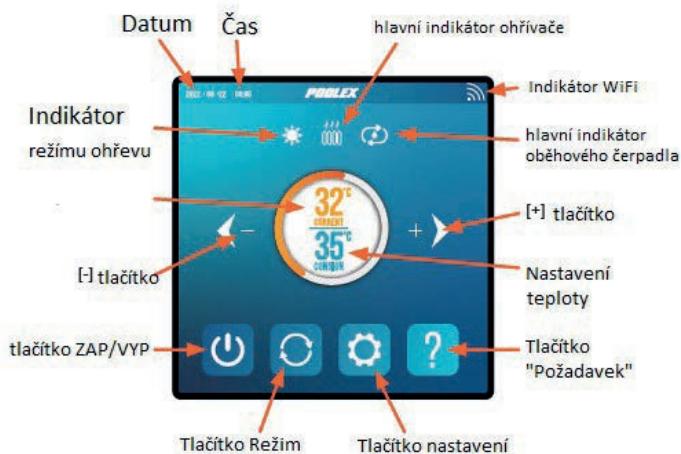 Datum
Čas
hlavní indikátor ohřívače
Indikátor WiFi
POOLEX
Indikátor
režímu ohřevu
hlavní indikátor
oběhového čerpadla
32°C
CURRENT
35°C
[+] tlačítko
− +
[-] tlačítko
Nastavení
teploty
tlačítko ZAP/VYP
?
Tlačítko
"Požadavek"
Tlačítko Režim
Tlačítko nastavení